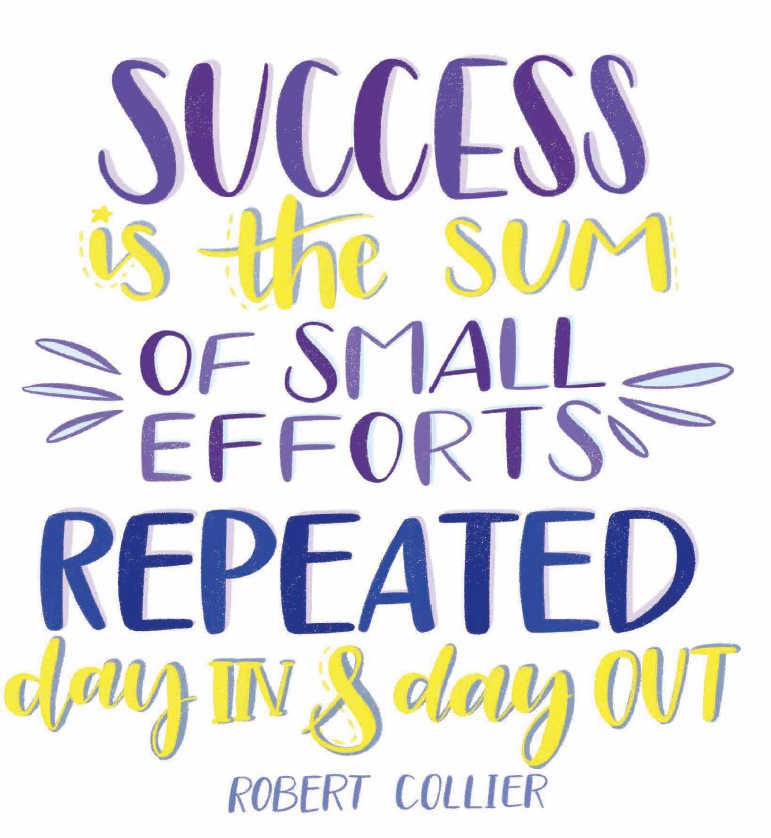 SUCCESS
is the SUM
OF SMALL
EFFORTS
REPEATED
day IN & day OUT
ROBERT COLLIER